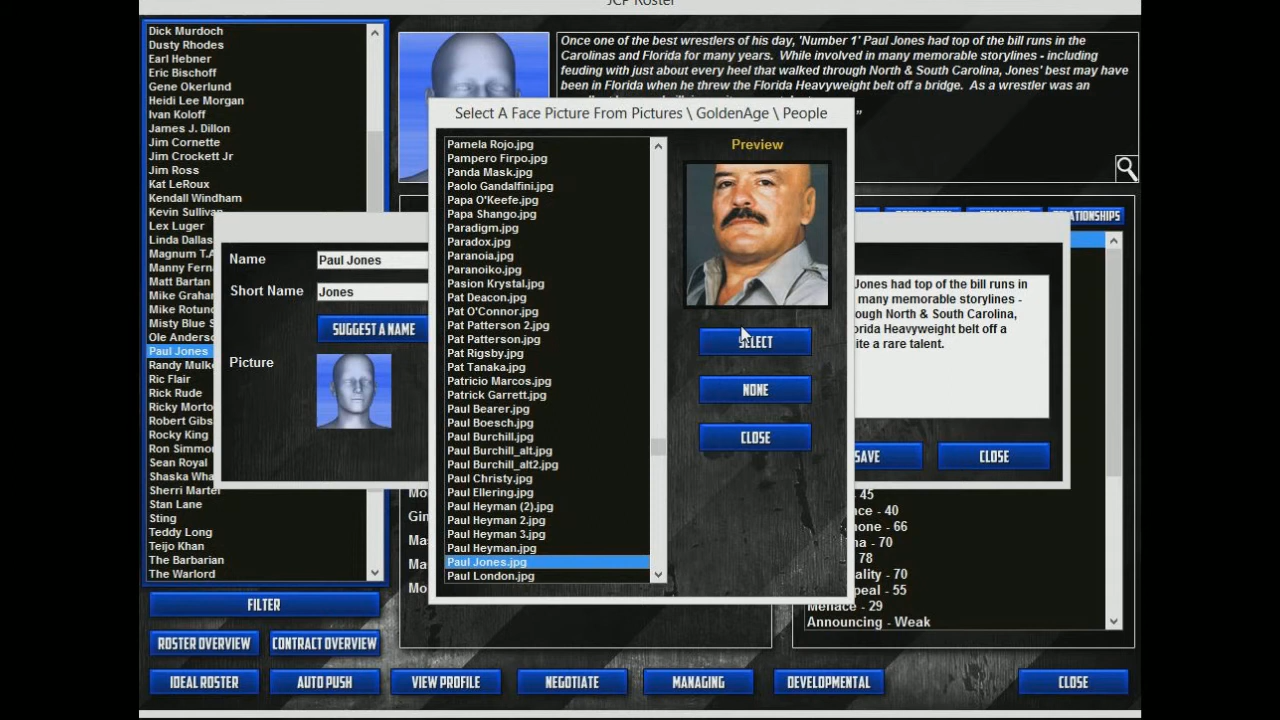 JCP Roster
Dick Murdoch
Dusty Rhodes
Earl Hebner
Eric Bischoff
Gene Okerlund
Heidi Lee Morgan
Ivan Koloff
James J. Dillon
Jim Cornette
Jim Crockett Jr
Jim Ross
Kat LeRoux
Kendall Windham
Kevin Sullivan
Lex Luger
Linda Dallas
Magnum T.A
Manny Fern
Matt Bartan
Mike Graha
Mike Rotun
Misty Blue S
Ole Anders
Paul Jones
Randy Mulk
Ric Flair
Rick Rude
Ricky Morto
Robert Gibs
Rocky King
Ron Simmo
Sean Royal
Shaska Wha
Sherri Marte
Stan Lane
Sting
Teddy Long
Teijo Khan
The Barbarian
The Warlord
FILTER
ROSTER OVERVIEW
CONTRACT OVERVIEW
IDEAL ROSTER
AUTO PUSH
VIEW PROFILE
NEGOTIATE
MANAGING
DEVELOPMENTAL
CLOSE
Once one of the best wrestlers of his day, 'Number 1' Paul Jones had top of the bill runs in the
Carolinas and Florida for many years. While involved in many memorable storylines - including
feuding with just about every heel that walked through North & South Carolina, Jones' best may have
been in Florida when he threw the Florida Heavyweight belt off a bridge. As a wrestler was an
"
RELATIONSHIPS
Name
Paul Jones
Short Name
Jones
SUGGEST A NAME
Picture
Jones had top of the bill runs in
many memorable storylines -
ough North & South Carolina,
orida Heavyweight belt off a
ite a rare talent.
SAVE
CLOSE
Select A Face Picture From Pictures \ GoldenAge \ People
Pamela Rojo.jpg
Pampero Firpo.jpg
Panda Mask.jpg
Paolo Gandalfini.jpg
Papa O'Keefe.jpg
Papa Shango.jpg
Paradigm.jpg
Paradox.jpg
Paranoia.jpg
Paranoiko.jpg
Pasion Krystal.jpg
Pat Deacon.jpg
Pat O'Connor.jpg
Pat Patterson 2.jpg
Pat Patterson.jpg
Pat Rigsby.jpg
Pat Tanaka.jpg
Patricio Marcos.jpg
Patrick Garrett.jpg
Paul Bearer.jpg
Paul Boesch.jpg
Paul Burchill.jpg
Paul Burchill_alt.jpg
Paul Burchill_alt2.jpg
Paul Christy.jpg
Paul Ellering.jpg
Paul Heyman (2).jpg
Paul Heyman 2.jpg
Paul Heyman 3.jpg
Paul Heyman.jpg
Paul Jones.jpg
Paul London.jpg
Preview
SELECT
NONE
CLOSE
Mo
Gin
Ma
Ma
Mo
- 45
nce - 40
hone - 66
ma - 70
78
uality - 70
peal - 55
Menace - 29
Announcing - Weak